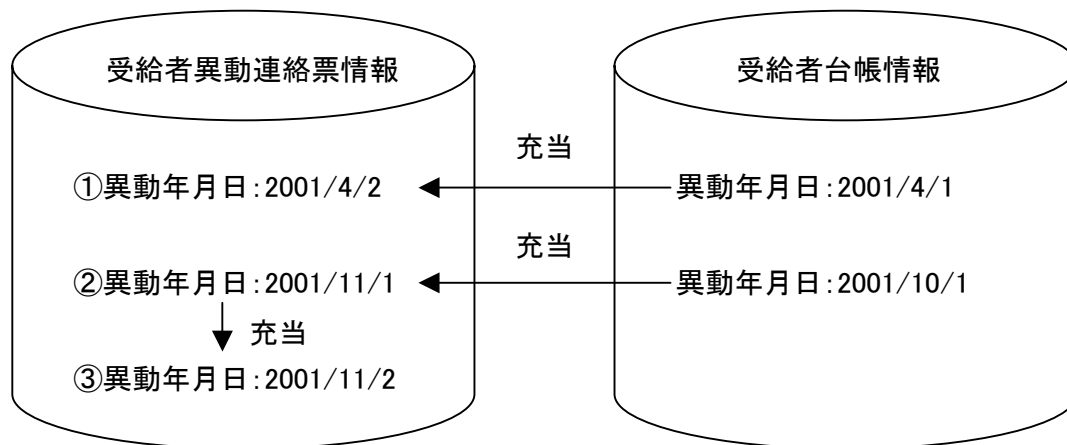 受給者異動連絡票情報
受給者台帳情報
充当
①異動年月日:2001/4/2
異動年月日:2001/4/1
充当
②異動年月日:2001/11/1
異動年月日:2001/10/1
充当
③異動年月日:2001/11/2